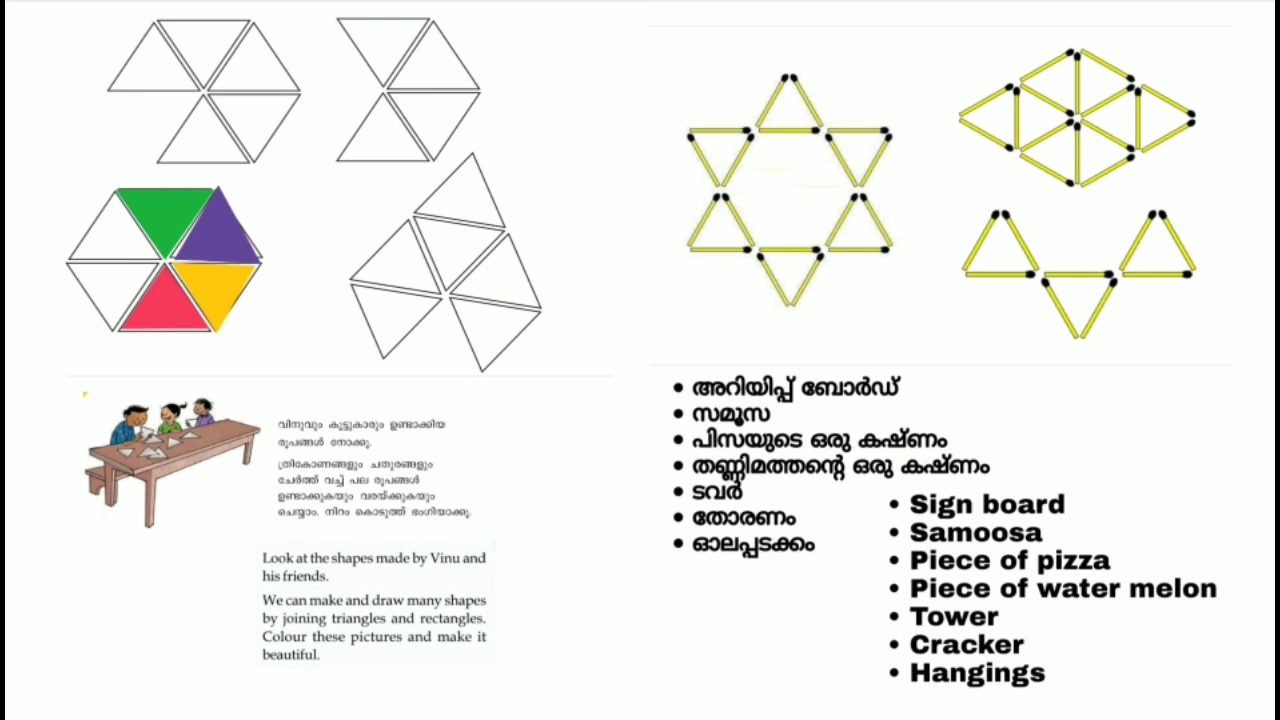 വിനുവും കൂട്ടുകാരും ഉണ്ടാക്കിയ
രൂപങ്ങൾ നോക്കൂ.
ത്രികോണങ്ങളും ചതുരങ്ങളും
ചേർത്ത് വച്ച് പല രൂപങ്ങൾ
ഉണ്ടാക്കുകയും വരയ്ക്കുകയും
ചെയ്യാം. നിറം കൊടുത്ത് ഭംഗിയാക്കൂ.
Look at the shapes made by Vinu and
his friends.
We can make and draw many shapes
by joining triangles and rectangles.
Colour these pictures and make it
beautiful.
• അറിയിപ്പ് ബോർഡ്
• സമൂസ
• പിസയുടെ ഒരു കഷ്ണം
• തണ്ണിമത്തന്റെ ഒരു കഷ്ണം
• ടവർ
• തോരണം
• ഓലപ്പടക്കം
• Sign board
• Samoosa
• Piece of pizza
• Piece of water melon
• Tower
• Cracker
• Hangings